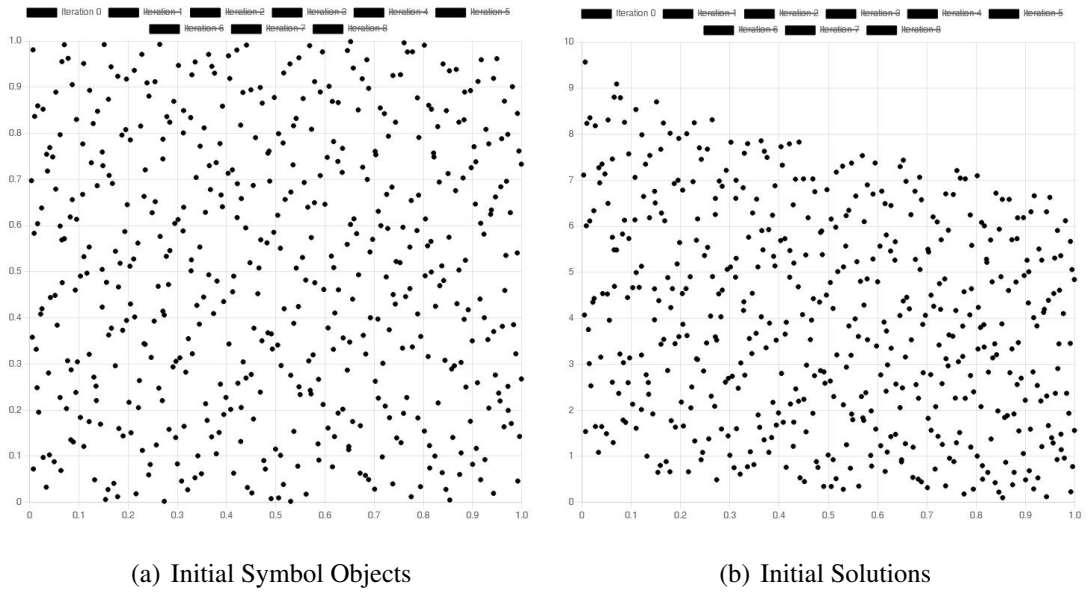 Iteration 0 Iteration 1 Iteration 2 Iteration 3 Iteration 4 Iteration 5
Iteration 6 Iteration 7 Iteration 8
1.0
0.9
0.8
0.7
0.6
0.5
0.4
0.3
0.2
0.1
0
0 0.1 0.2 0.3 0.4 0.5 0.6 0.7 0.8 0.9 1.0
(a) Initial Symbol Objects
Iteration 0 Iteration 1 Iteration 2 Iteration 3 Iteration 4 Iteration 5
Iteration 6 Iteration 7 Iteration 8
10
9
8
7
6
5
4
3
2
1
0
0 0.1 0.2 0.3 0.4 0.5 0.6 0.7 0.8 0.9 1.0
(b) Initial Solutions